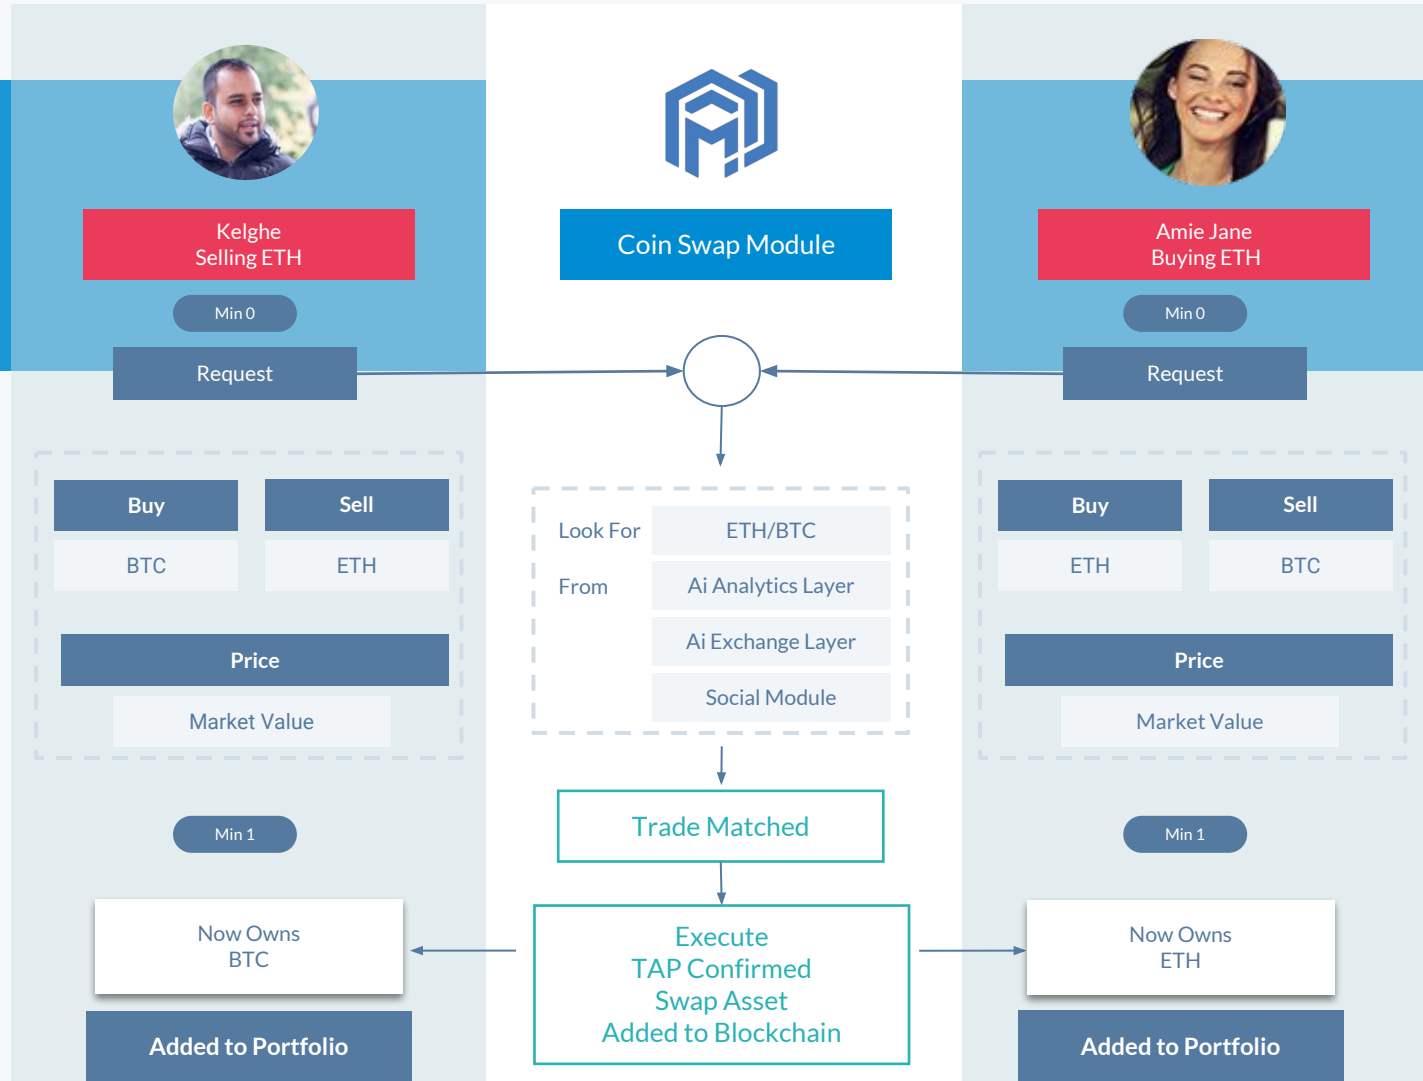 Kelghe
Selling ETH
Min 0
Request
Buy
Sell
BTC
ETH
Price
Market Value
Min 1
Now Owns
BTC
Added to Portfolio
Coin Swap Module
Look For
ETH/BTC
From
Ai Analytics Layer
Ai Exchange Layer
Social Module
Trade Matched
Execute
TAP Confirmed
Swap Asset
Added to Blockchain
Amie Jane
Buying ETH
Min 0
Request
Buy
Sell
ETH
BTC
Price
Market Value
Min 1
Now Owns
ETH
Added to Portfolio